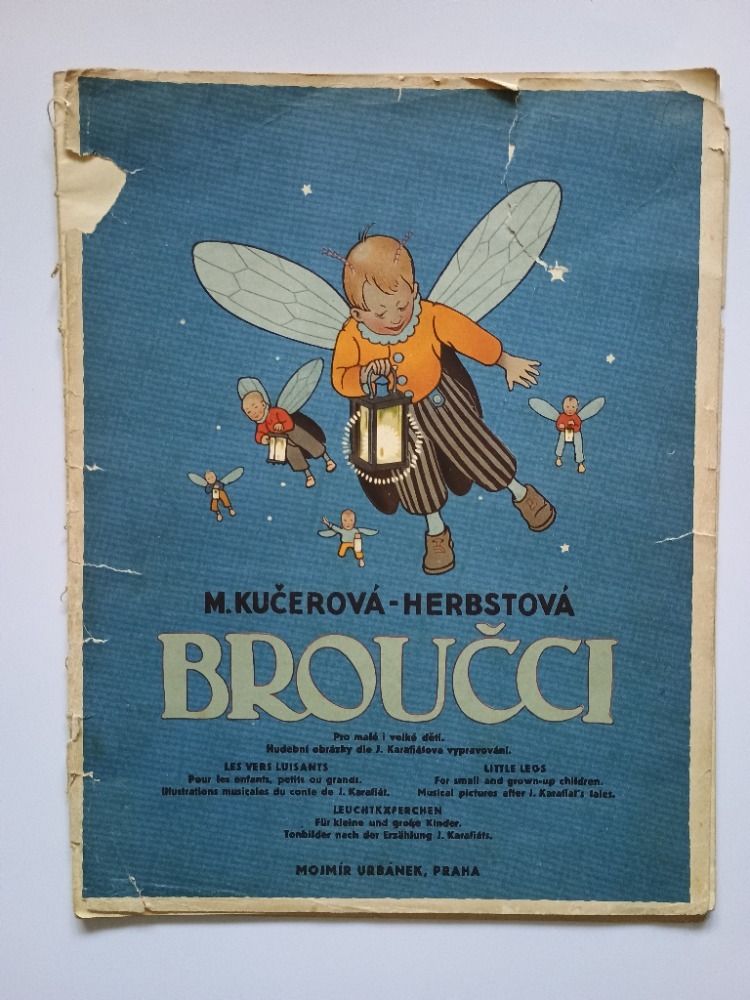 M.KUČEROVÁ-HERBSTOVÁ
BROUČCI
Pro malé i velké děti.
Hudební obrázky dle J. Karafiátova vypravování.
LES VERS LUISANTS
Pour les enfants, petits ou grands.
Illustrations musicales du conte de J. Karafiát.
LITTLE LEGS
For small and grown-up children.
Musical pictures after J. Karafiat's tales.
LEUCHTKÄFERCHEN
Für kleine und große Kinder.
Tonbilder nach der Erzählung J. Karafiáts.
MOJMÍR URBÁNEK, PRAHA